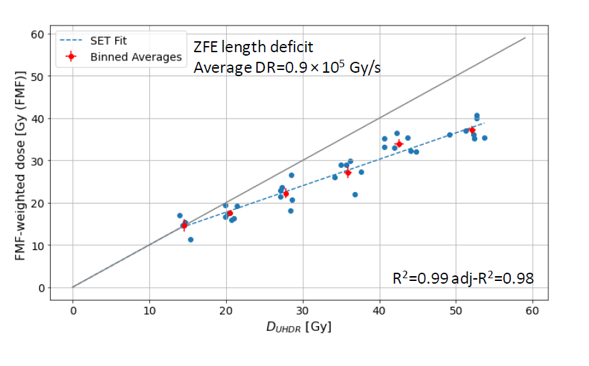 SET Fit
Binned Averages
ZFE length deficit
Average DR=0.9×10⁵ Gy/s
FMF-weighted dose [Gy (FMF)]
60
50
40
30
20
10
0
R²=0.99 adj-R²=0.98
0 10 20 30 40 50 60
D_UHDR [Gy]